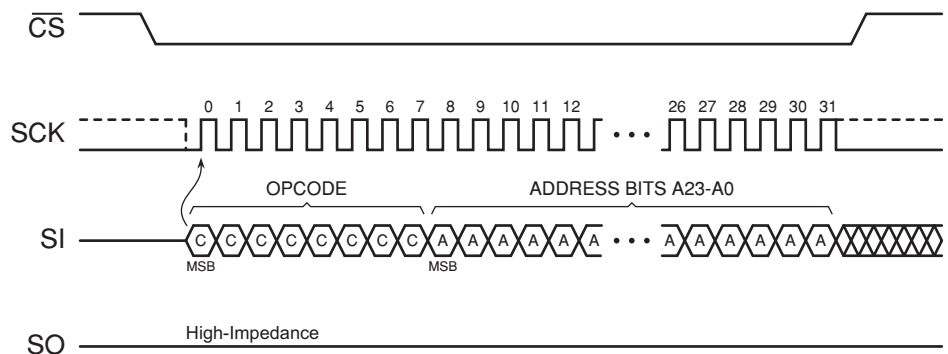 CS
0 1 2 3 4 5 6 7 8 9 10 11 12 26 27 28 29 30 31
SCK
OPCODE ADDRESS BITS A23-A0
SI C C C C C C C C A A A A A A A A A A A A
MSB MSB
High-Impedance
SO